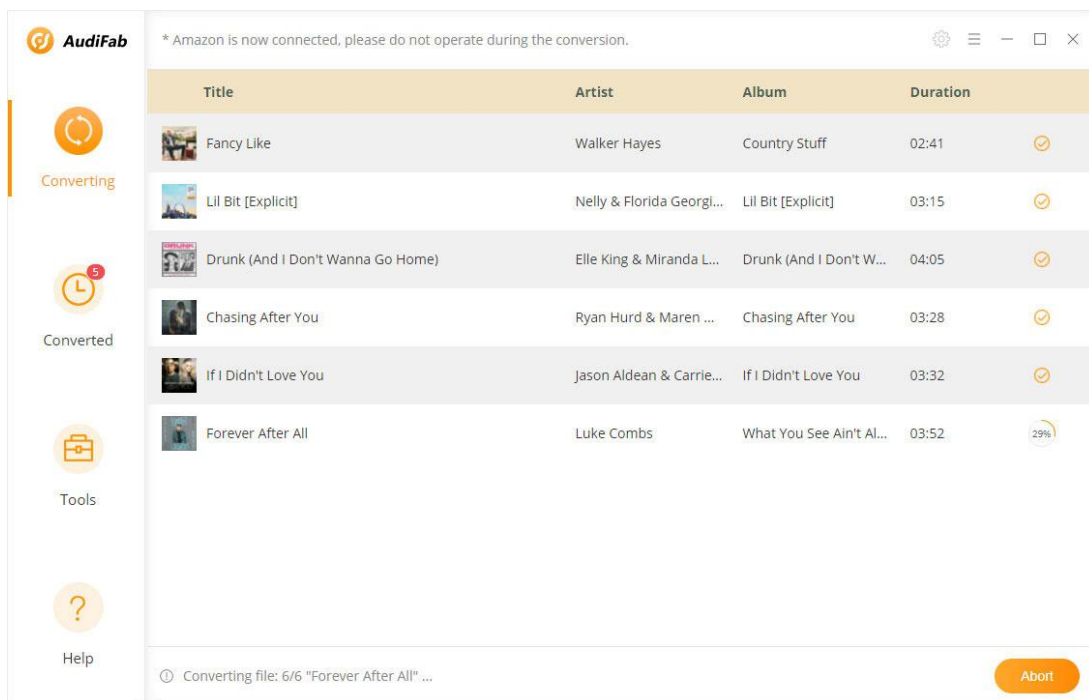 AudiFab
* Amazon is now connected, please do not operate during the conversion.
Title Artist Album Duration
Fancy Like Walker Hayes Country Stuff 02:41
Converting
Lil Bit [Explicit] Nelly & Florida Georgi... Lil Bit [Explicit] 03:15
Drunk (And I Don't Wanna Go Home) Elle King & Miranda L... Drunk (And I Don't W... 04:05
5
Chasing After You Ryan Hurd & Maren ... Chasing After You 03:28
Converted
If I Didn't Love You Jason Aldean & Carrie... If I Didn't Love You 03:32
Forever After All Luke Combs What You See Ain't Al... 03:52 29%
Tools
Help
Converting file: 6/6 "Forever After All" ...
Abort